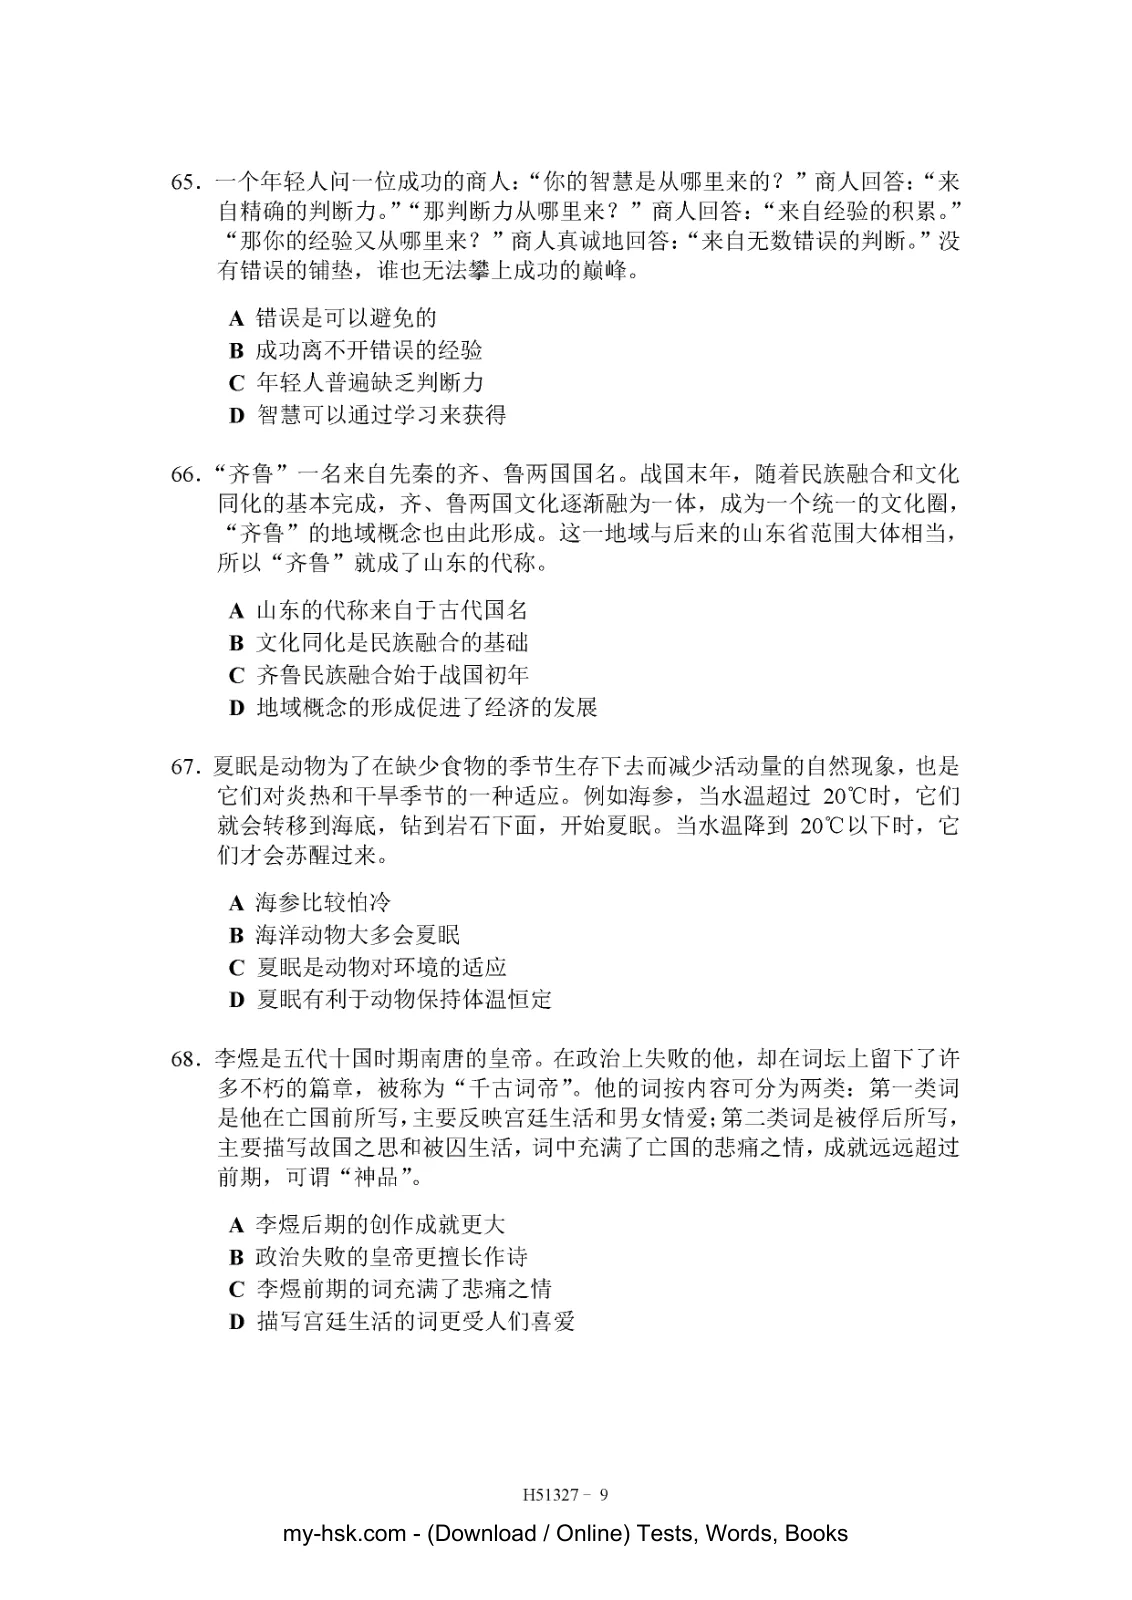 65．一个年轻人问一位成功的商人：“你的智慧是从哪里来的？”商人回答：“来
自精确的判断力。”“那判断力从哪里来？”商人回答：“来自经验的积累。”
“那你的经验又从哪里来？”商人真诚地回答：“来自无数错误的判断。”没
有错误的铺垫，谁也无法攀上成功的巅峰。
A 错误是可以避免的
B 成功离不开错误的经验
C 年轻人普遍缺乏判断力
D 智慧可以通过学习来获得
66．“齐鲁”一名来自先秦的齐、鲁两国国名。战国末年，随着民族融合和文化
同化的基本完成，齐、鲁两国文化逐渐融为一体，成为一个统一的文化圈，
“齐鲁”的地域概念也由此形成。这一地域与后来的山东省范围大体相当，
所以“齐鲁”就成了山东的代称。
A 山东的代称来自于古代国名
B 文化同化是民族融合的基础
C 齐鲁民族融合始于战国初年
D 地域概念的形成促进了经济的发展
67．夏眠是动物为了在缺少食物的季节生存下去而减少活动量的自然现象，也是
它们对炎热和干旱季节的一种适应。例如海参，当水温超过 20℃时，它们
就会转移到海底，钻到岩石下面，开始夏眠。当水温降到 20℃以下时，它
们才会苏醒过来。
A 海参比较怕冷
B 海洋动物大多会夏眠
C 夏眠是动物对环境的适应
D 夏眠有利于动物保持体温恒定
68．李煜是五代十国时期南唐的皇帝。在政治上失败的他，却在词坛上留下了许
多不朽的篇章，被称为“千古词帝”。他的词按内容可分为两类：第一类词
是他在亡国前所写，主要反映宫廷生活和男女情爱；第二类词是被俘后所写，
主要描写故国之思和被囚生活，词中充满了亡国的悲痛之情，成就远远超过
前期，可谓“神品”。
A 李煜后期的创作成就更大
B 政治失败的皇帝更擅长作诗
C 李煜前期的词充满了悲痛之情
D 描写宫廷生活的词更受人们喜爱
H51327－ 9
my-hsk.com - (Download / Online) Tests, Words, Books